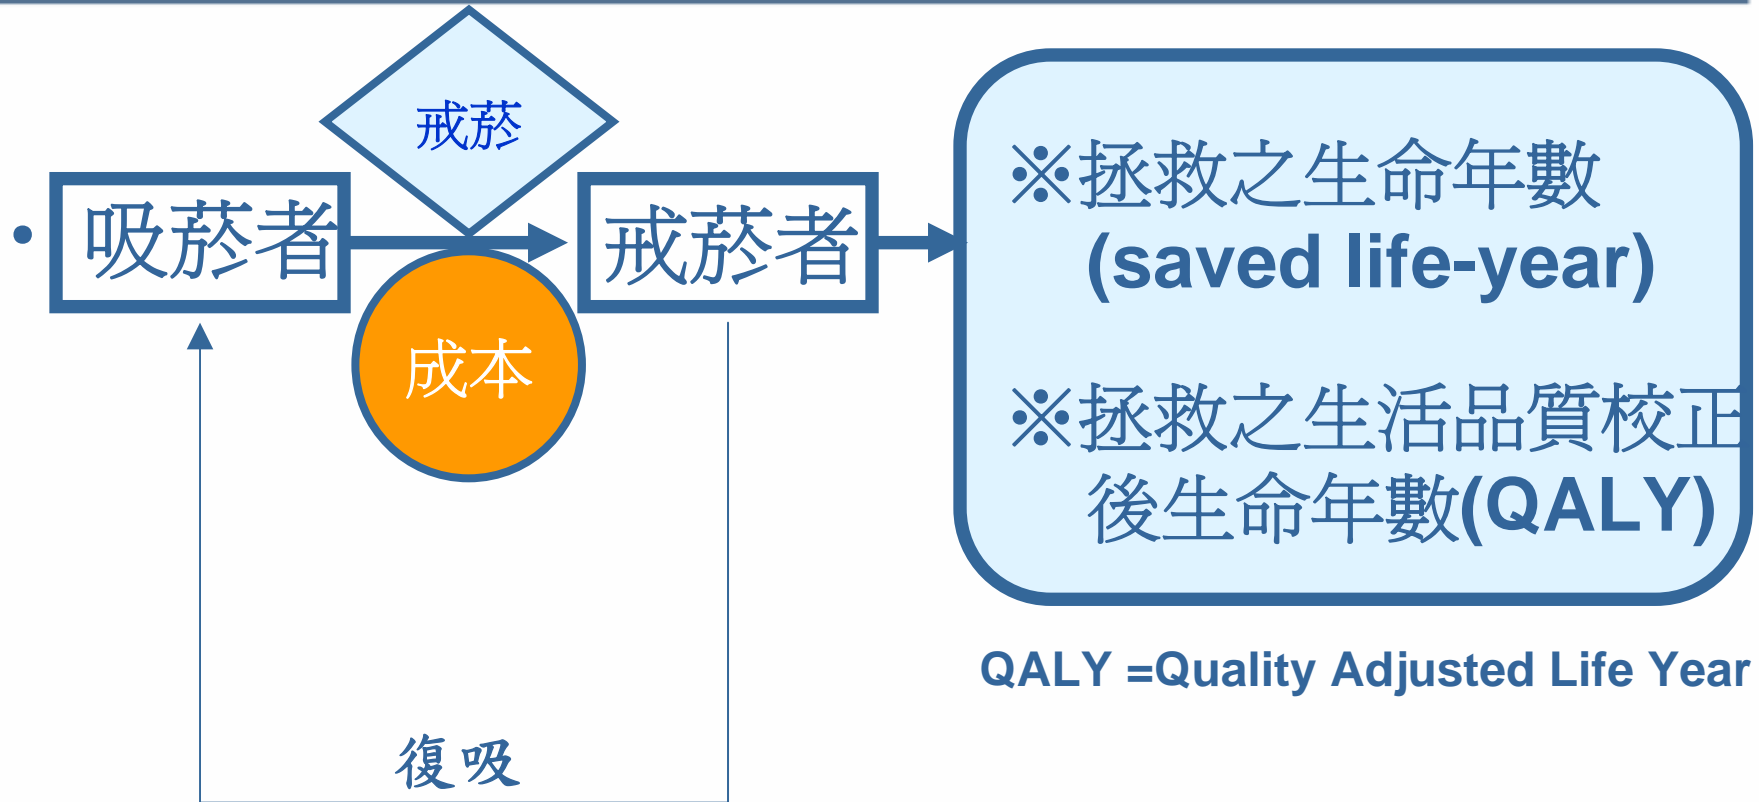 戒菸
• 吸菸者
戒菸者
成本
※拯救之生命年數
(saved life-year)
※拯救之生活品質校正
後生命年數(QALY)
QALY =Quality Adjusted Life Year
復吸